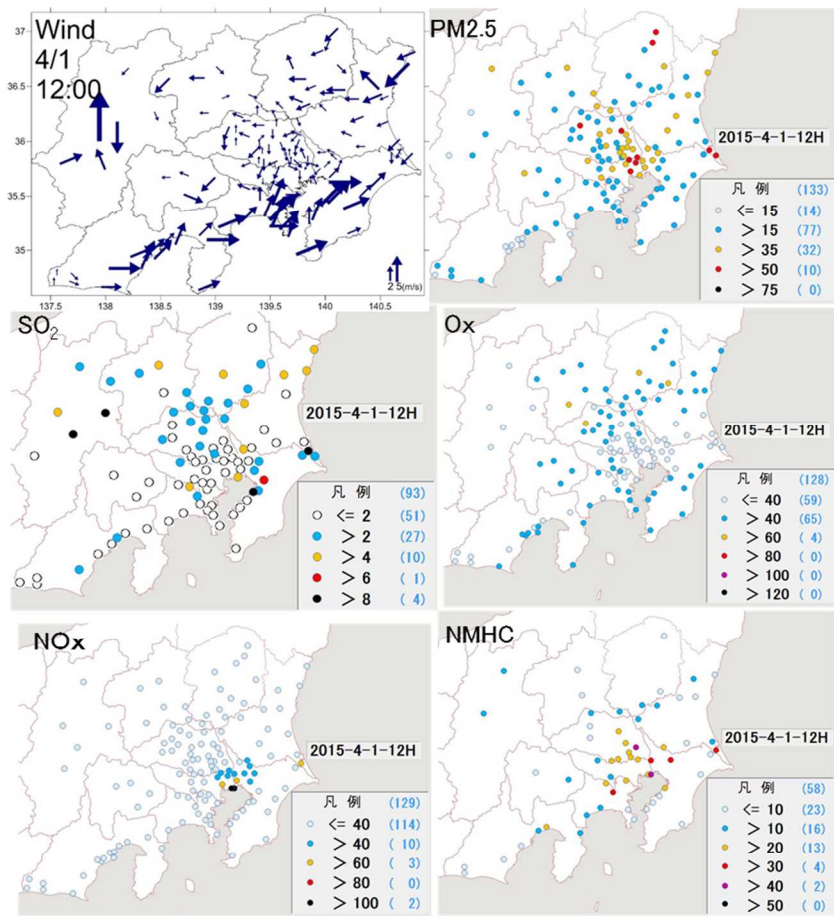 Wind
4/1
12:00
37
36.5
36
35.5
35
137.5 138 138.5 139 139.5 140 140.5
2 5(m/s)
PM2.5
2015-4-1-12H
凡 例 (133)
<= 15 (14)
> 15 (77)
> 35 (32)
> 50 (10)
> 75 ( 0)
SO2
2015-4-1-12H
凡 例 (93)
<= 2 (51)
> 2 (27)
> 4 (10)
> 6 ( 1)
> 8 ( 4)
Ox
2015-4-1-12H
凡 例 (128)
<= 40 (59)
> 40 (65)
> 60 ( 4)
> 80 ( 0)
> 100 ( 0)
> 120 ( 0)
NOx
2015-4-1-12H
凡 例 (129)
<= 40 (114)
> 40 ( 10)
> 60 ( 3)
> 80 ( 0)
> 100 ( 2)
NMHC
2015-4-1-12H
凡 例 (58)
<= 10 (23)
> 10 (16)
> 20 (13)
> 30 ( 4)
> 40 ( 2)
> 50 ( 0)